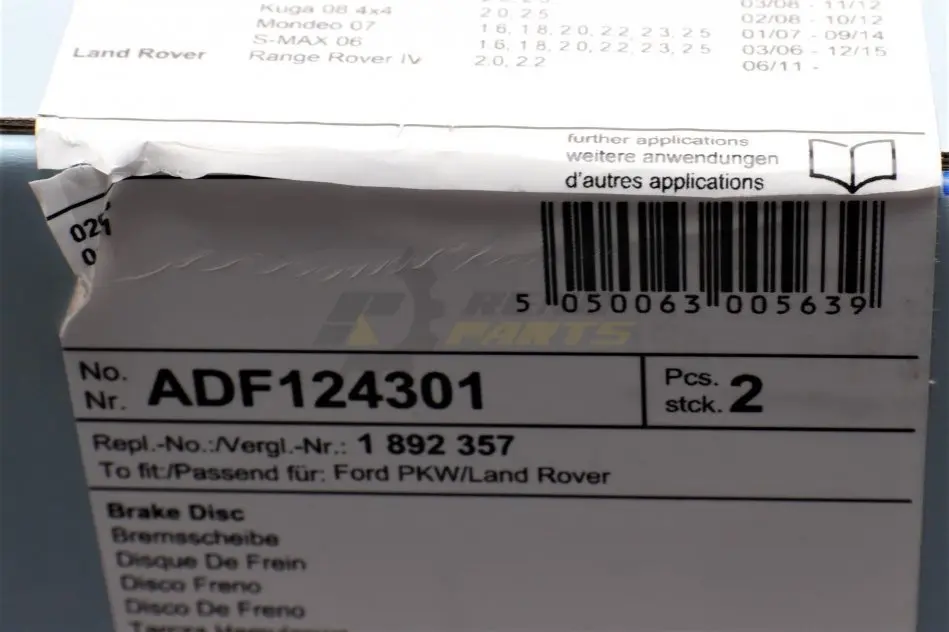 Kuga 08 4x4 2.0, 2.5 03/08 - 11/12
Mondeo 07 1.6, 1.8, 2.0, 2.2, 2.3, 2.5 02/08 - 10/12
S-MAX 06 1.6, 1.8, 2.0, 2.2, 2.3, 2.5 01/07 - 09/14
Land Rover Range Rover IV 2.0, 2.2 03/06 - 12/15
06/11 -
further applications
weitere anwendungen
d'autres applications
5 050063 005639
PARTS
No. Nr. ADF124301 Pcs. stck. 2
Repl.-No.:/Vergl.-Nr.: 1 892 357
To fit:/Passend für: Ford PKW/Land Rover
Brake Disc
Bremsscheibe
Disque De Frein
Disco Freno
Disco De Freno